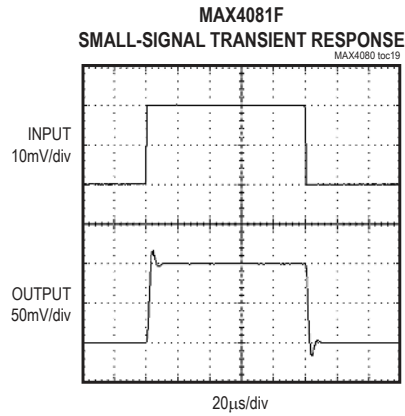 MAX4081F
SMALL-SIGNAL TRANSIENT RESPONSE
MAX4080 toc19
INPUT
10mV/div
OUTPUT
50mV/div
20μs/div